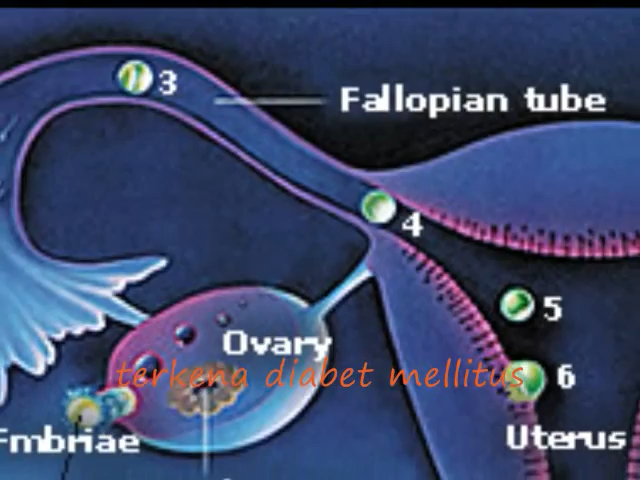 3
Fallopian tube
4
5
Ovary
terkena diabet mellitus
6
Fmbriae
Uterus